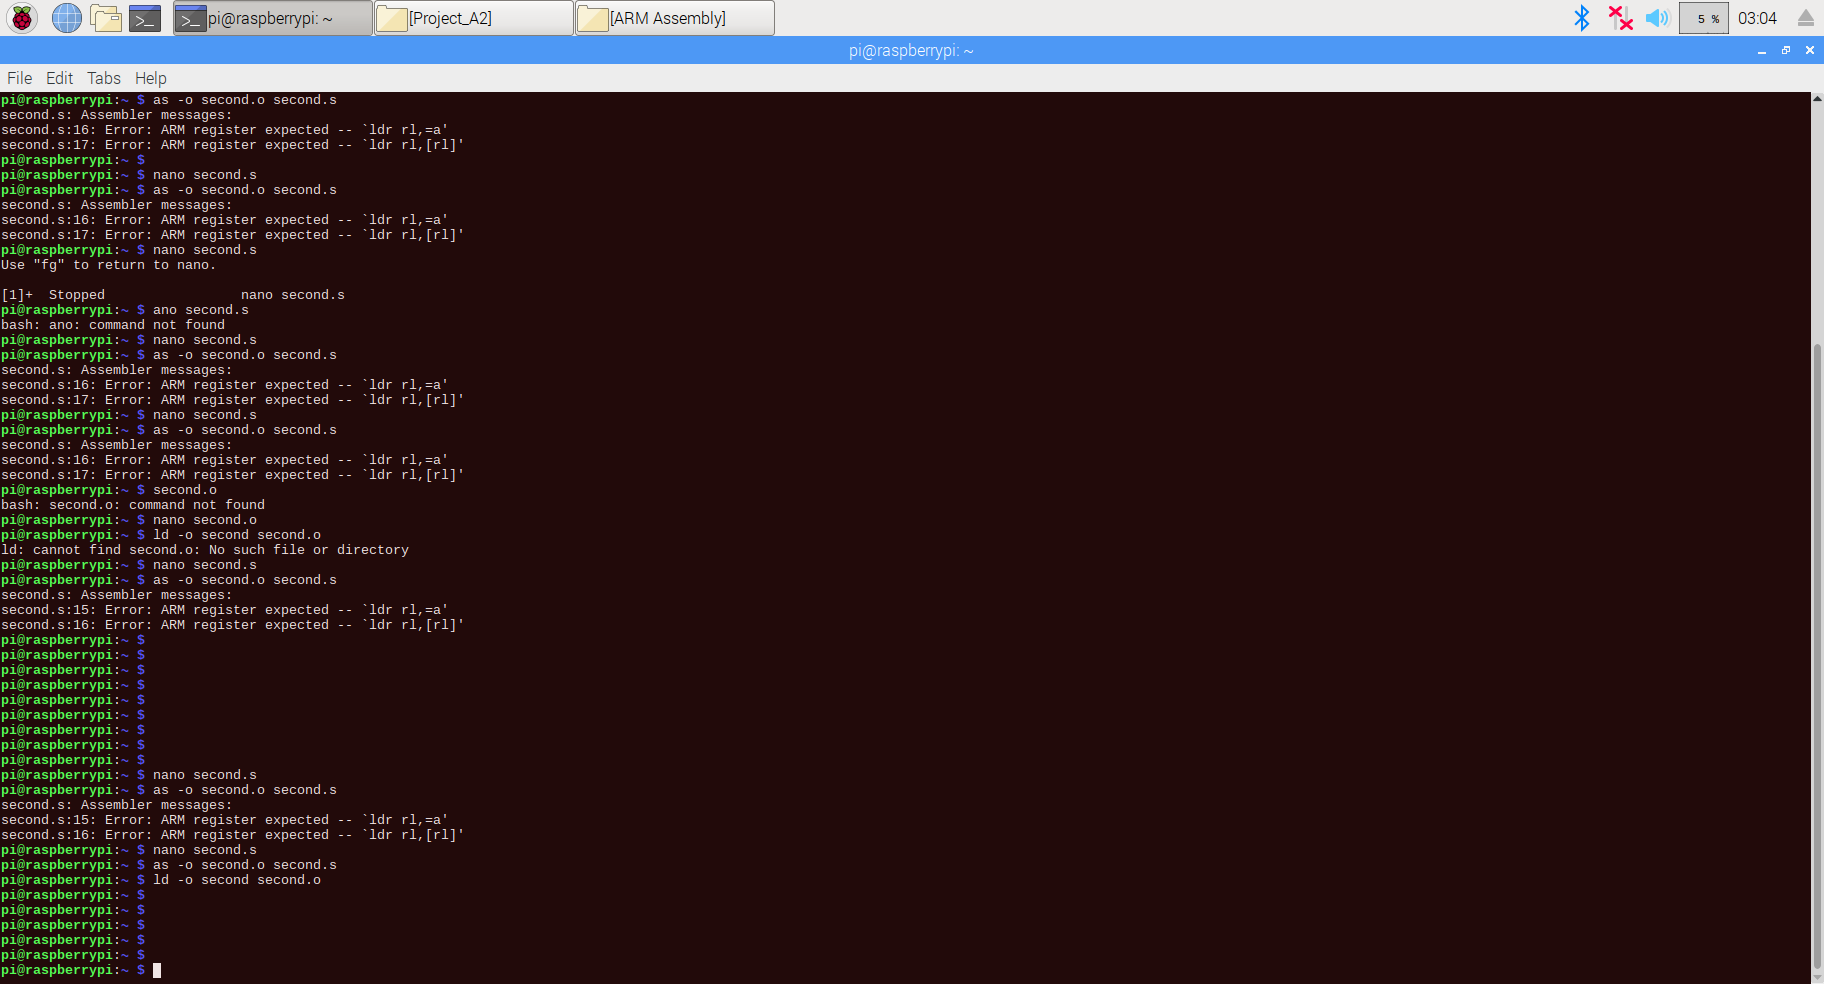 pi@raspberrypi: ~
[Project_A2]
[ARM Assembly]
5 %
03:04
pi@raspberrypi: ~
File Edit Tabs Help
pi@raspberrypi:~ $ as -o second.o second.s
second.s: Assembler messages:
second.s:16: Error: ARM register expected -- `ldr rl,=a'
second.s:17: Error: ARM register expected -- `ldr rl,[rl]'
pi@raspberrypi:~ $
pi@raspberrypi:~ $ nano second.s
pi@raspberrypi:~ $ as -o second.o second.s
second.s: Assembler messages:
second.s:16: Error: ARM register expected -- `ldr rl,=a'
second.s:17: Error: ARM register expected -- `ldr rl,[rl]'
pi@raspberrypi:~ $ nano second.s
Use "fg" to return to nano.
[1]+  Stopped                 nano second.s
pi@raspberrypi:~ $ ano second.s
bash: ano: command not found
pi@raspberrypi:~ $ nano second.s
pi@raspberrypi:~ $ as -o second.o second.s
second.s: Assembler messages:
second.s:16: Error: ARM register expected -- `ldr rl,=a'
second.s:17: Error: ARM register expected -- `ldr rl,[rl]'
pi@raspberrypi:~ $ nano second.s
pi@raspberrypi:~ $ as -o second.o second.s
second.s: Assembler messages:
second.s:16: Error: ARM register expected -- `ldr rl,=a'
second.s:17: Error: ARM register expected -- `ldr rl,[rl]'
pi@raspberrypi:~ $ second.o
bash: second.o: command not found
pi@raspberrypi:~ $ nano second.o
pi@raspberrypi:~ $ ld -o second second.o
ld: cannot find second.o: No such file or directory
pi@raspberrypi:~ $ nano second.s
pi@raspberrypi:~ $ as -o second.o second.s
second.s: Assembler messages:
second.s:15: Error: ARM register expected -- `ldr rl,=a'
second.s:16: Error: ARM register expected -- `ldr rl,[rl]'
pi@raspberrypi:~ $
pi@raspberrypi:~ $
pi@raspberrypi:~ $
pi@raspberrypi:~ $
pi@raspberrypi:~ $
pi@raspberrypi:~ $
pi@raspberrypi:~ $
pi@raspberrypi:~ $
pi@raspberrypi:~ $
pi@raspberrypi:~ $ nano second.s
pi@raspberrypi:~ $ as -o second.o second.s
second.s: Assembler messages:
second.s:15: Error: ARM register expected -- `ldr rl,=a'
second.s:16: Error: ARM register expected -- `ldr rl,[rl]'
pi@raspberrypi:~ $ nano second.s
pi@raspberrypi:~ $ as -o second.o second.s
pi@raspberrypi:~ $ ld -o second second.o
pi@raspberrypi:~ $
pi@raspberrypi:~ $
pi@raspberrypi:~ $
pi@raspberrypi:~ $
pi@raspberrypi:~ $
pi@raspberrypi:~ $